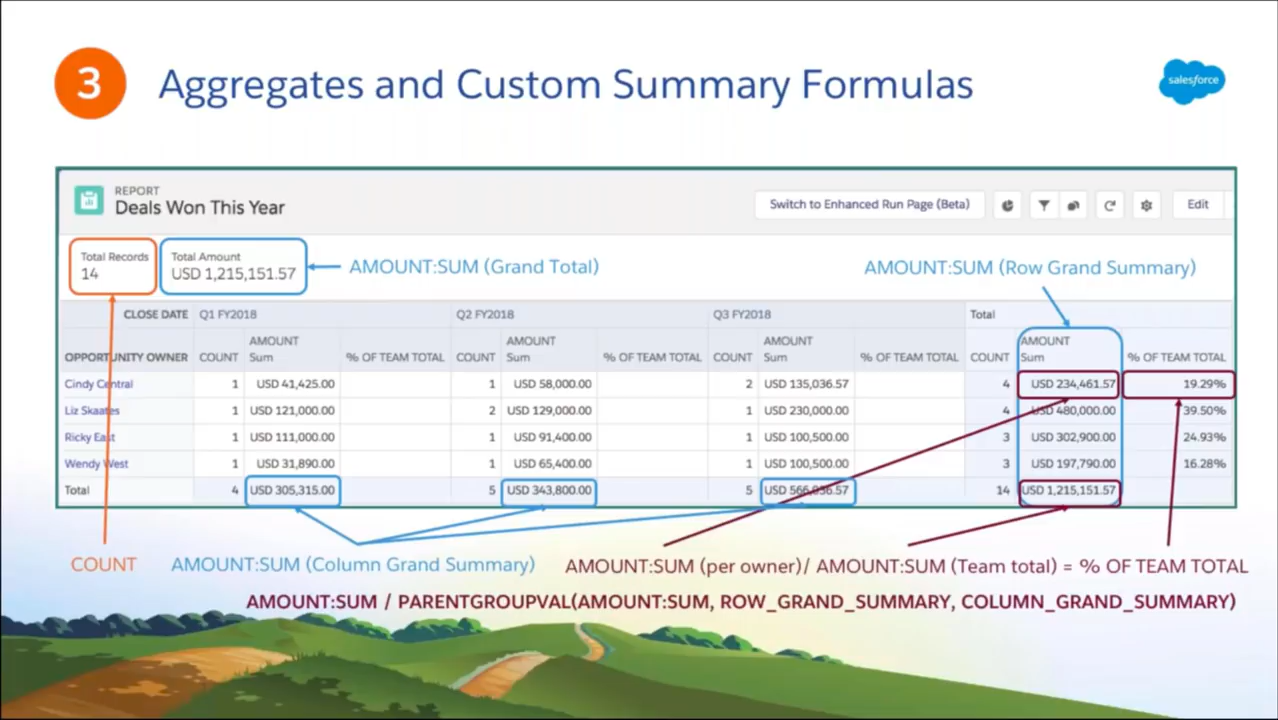 3
Aggregates and Custom Summary Formulas
salesforce
REPORT
Deals Won This Year
Switch to Enhanced Run Page (Beta)
Edit
Total Records
14
Total Amount
USD 1,215,151.57
AMOUNT:SUM (Grand Total)
AMOUNT:SUM (Row Grand Summary)
CLOSE DATE Q1 FY2018 Q2 FY2018 Q3 FY2018 Total
OPPORTUNITY OWNER COUNT AMOUNT Sum % OF TEAM TOTAL COUNT AMOUNT Sum % OF TEAM TOTAL COUNT AMOUNT Sum % OF TEAM TOTAL COUNT AMOUNT Sum % OF TEAM TOTAL
Cindy Central 1 USD 41,425.00 1 USD 58,000.00 2 USD 135,036.57 4 USD 234,461.57 19.29%
Liz Skaates 1 USD 121,000.00 2 USD 129,000.00 1 USD 230,000.00 4 USD 480,000.00 39.50%
Ricky East 1 USD 111,000.00 1 USD 91,400.00 1 USD 100,500.00 3 USD 302,900.00 24.93%
Wendy West 1 USD 31,890.00 1 USD 65,400.00 1 USD 100,500.00 3 USD 197,790.00 16.28%
Total 4 USD 305,315.00 5 USD 343,800.00 5 USD 566,036.57 14 USD 1,215,151.57
COUNT
AMOUNT:SUM (Column Grand Summary)
AMOUNT:SUM (per owner)/ AMOUNT:SUM (Team total) = % OF TEAM TOTAL
AMOUNT:SUM / PARENTGROUPVAL(AMOUNT:SUM, ROW_GRAND_SUMMARY, COLUMN_GRAND_SUMMARY)